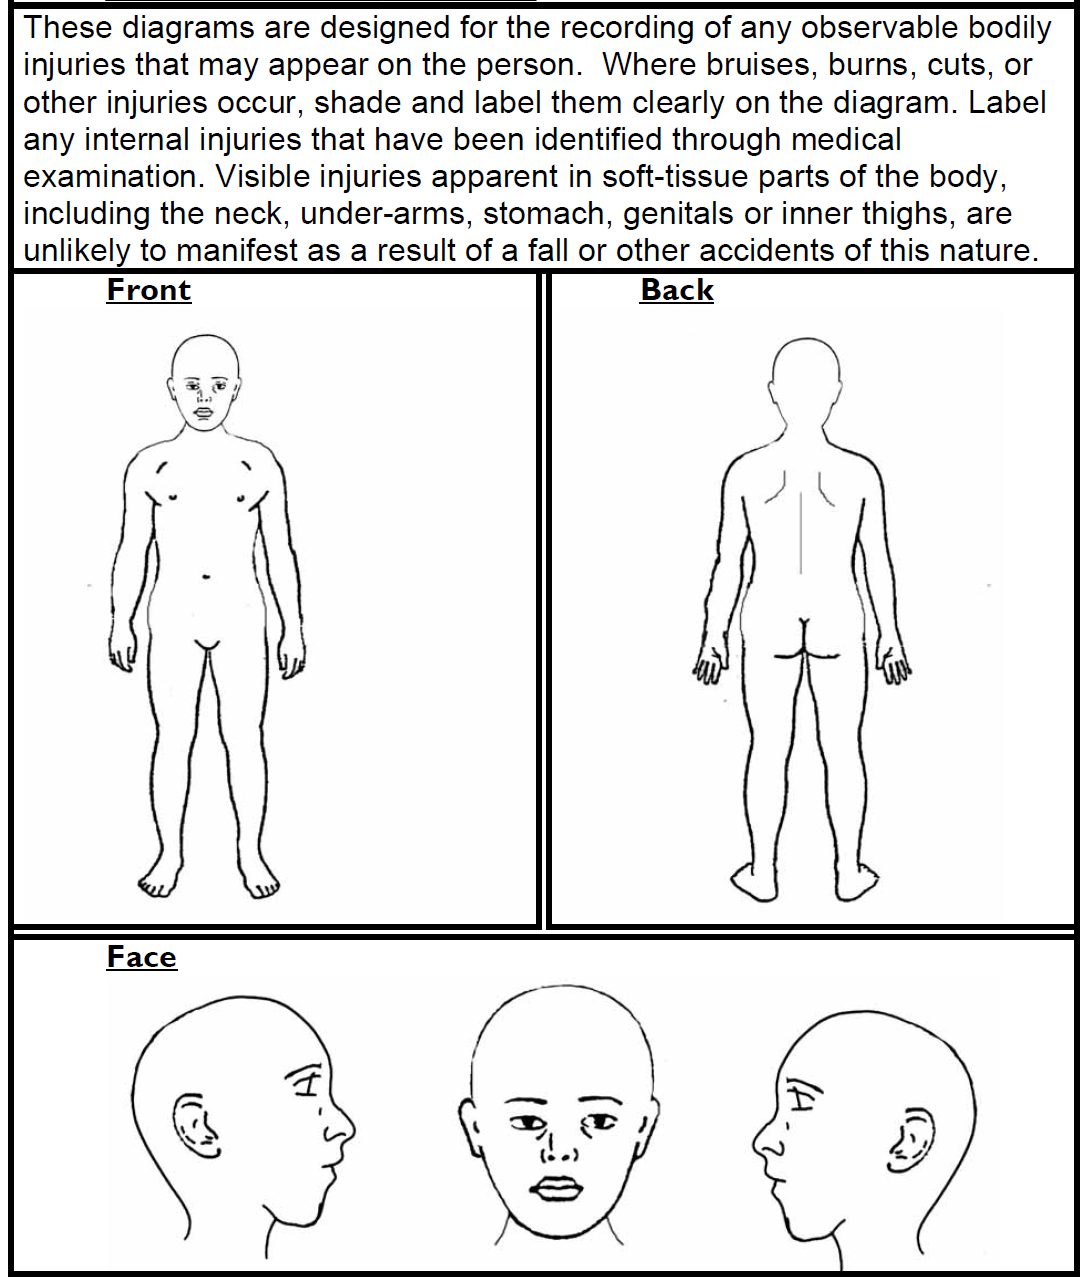 These diagrams are designed for the recording of any observable bodily
injuries that may appear on the person.  Where bruises, burns, cuts, or
other injuries occur, shade and label them clearly on the diagram. Label
any internal injuries that have been identified through medical
examination. Visible injuries apparent in soft-tissue parts of the body,
including the neck, under-arms, stomach, genitals or inner thighs, are
unlikely to manifest as a result of a fall or other accidents of this nature.
Front
Back
Face